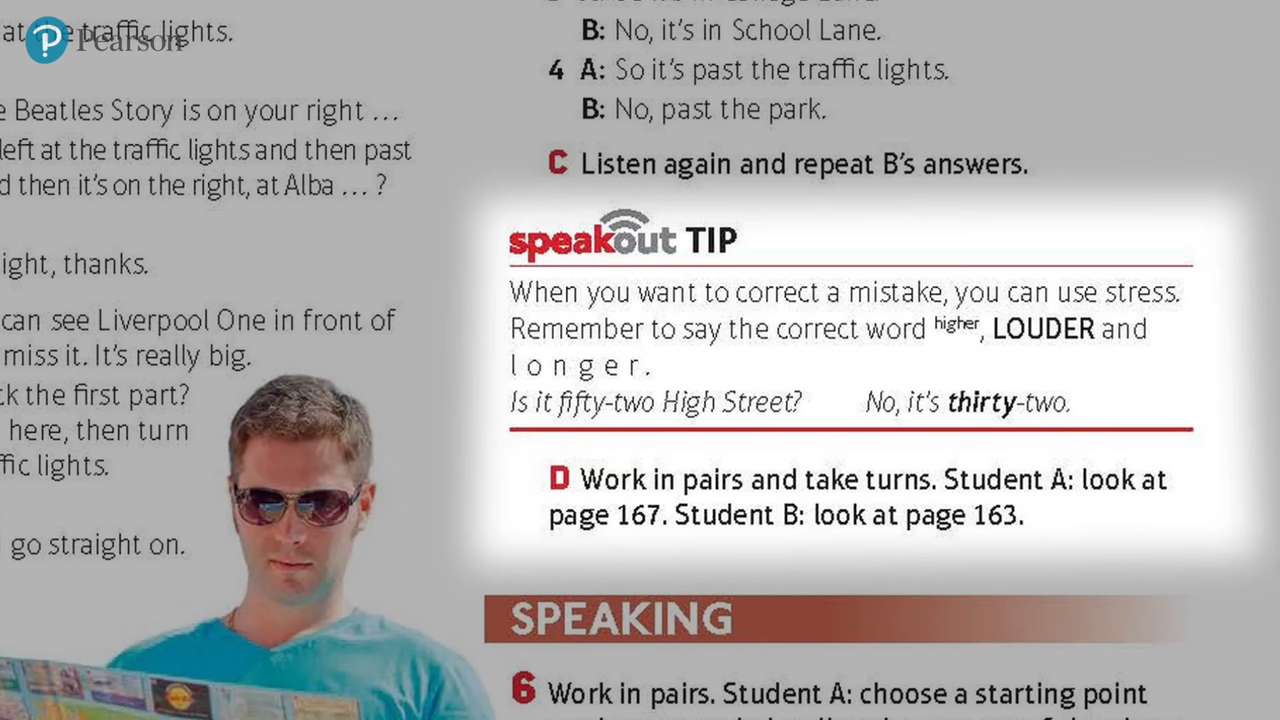 at the traffic lights.
Pearson
e Beatles Story is on your right ...
left at the traffic lights and then past
d then it's on the right, at Alba ... ?
ight, thanks.
can see Liverpool One in front of
miss it. It's really big.
ck the first part?
here, then turn
ffic lights.
go straight on.
B: No, it's in School Lane.
4 A: So it's past the traffic lights.
B: No, past the park.
C Listen again and repeat B's answers.
speakout TIP
When you want to correct a mistake, you can use stress.
Remember to say the correct word higher, LOUDER and
l o n g e r .
Is it fifty-two High Street? No, it's thirty-two.
D Work in pairs and take turns. Student A: look at
page 167. Student B: look at page 163.
SPEAKING
6 Work in pairs. Student A: choose a starting point